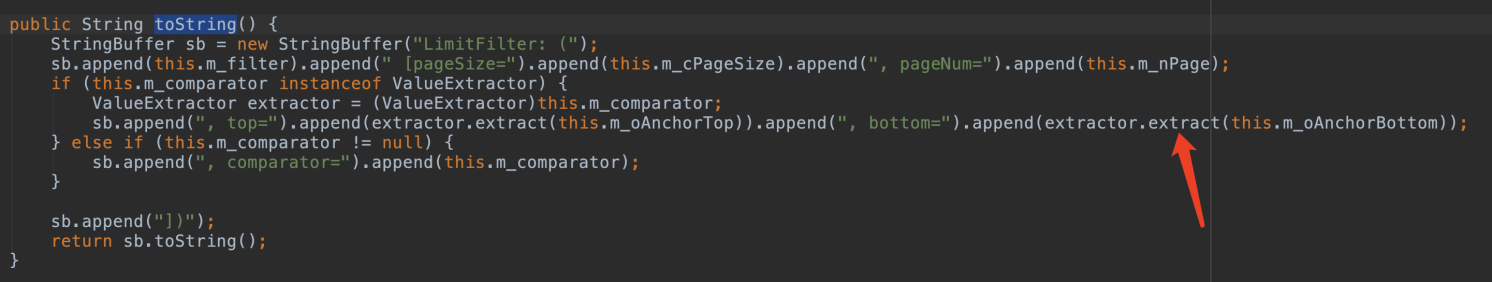 public String toString() {
    StringBuffer sb = new StringBuffer("LimitFilter: (");
    sb.append(this.m_filter).append(" [pageSize=").append(this.m_cPageSize).append(", pageNum=").append(this.m_nPage);
    if (this.m_comparator instanceof ValueExtractor) {
        ValueExtractor extractor = (ValueExtractor)this.m_comparator;
        sb.append(", top=").append(extractor.extract(this.m_oAnchorTop)).append(", bottom=").append(extractor.extract(this.m_oAnchorBottom));
    } else if (this.m_comparator != null) {
        sb.append(", comparator=").append(this.m_comparator);
    }
    sb.append("])");
    return sb.toString();
}